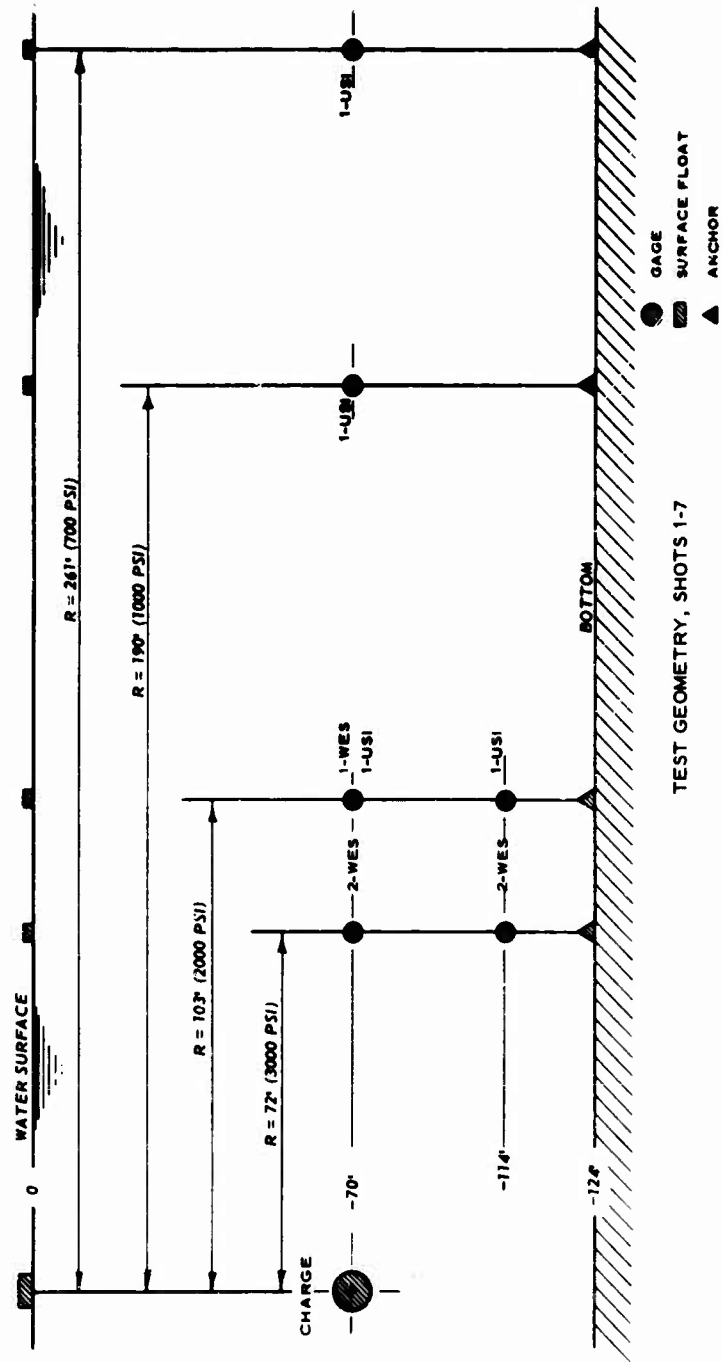 WATER SURFACE
0
R = 261' (700 PSI)
R = 190' (1000 PSI)
R = 103' (2000 PSI)
R = 72' (3000 PSI)
CHARGE
-70'
2-WES
1-WES
1-USI
1-USI
1-USI
-114'
2-WES
1-USI
-124'
BOTTOM
GAGE
SURFACE FLOAT
ANCHOR
TEST GEOMETRY, SHOTS 1-7